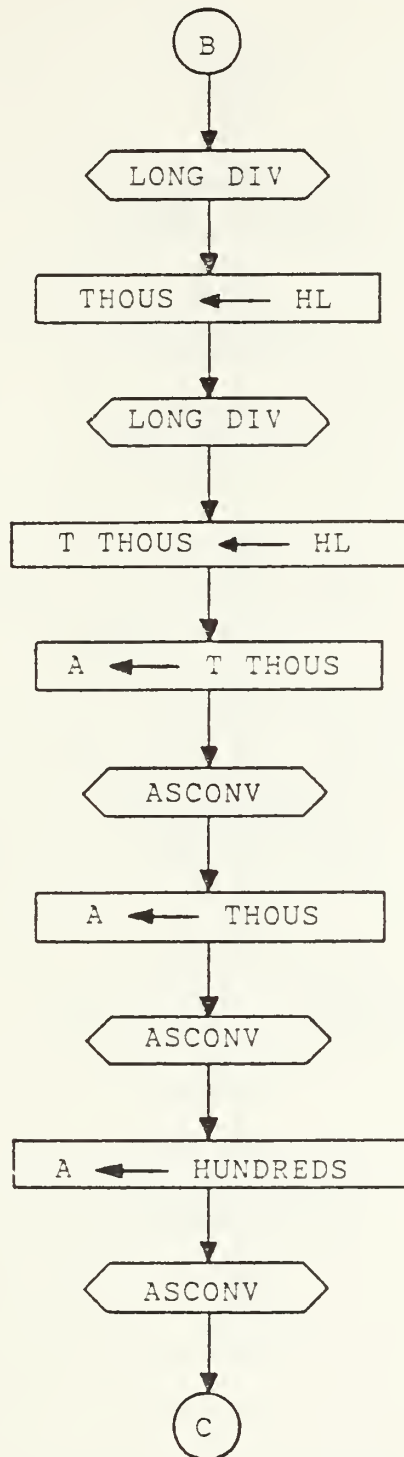 B
LONG DIV
THOUS ← HL
LONG DIV
T THOUS ← HL
A ← T THOUS
ASCONV
A ← THOUS
ASCONV
A ← HUNDREDS
ASCONV
C